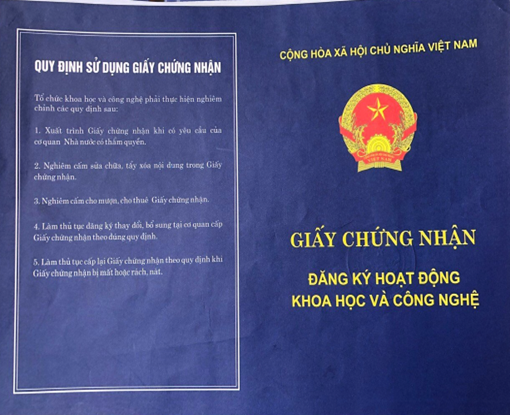 QUY ĐỊNH SỬ DỤNG GIẤY CHỨNG NHẬN
Tổ chức khoa học và công nghệ phải thực hiện nghiêm
chỉnh các quy định sau:
1. Xuất trình Giấy chứng nhận khi có yêu cầu của
cơ quan Nhà nước có thẩm quyền.
2. Nghiêm cấm sửa chữa, tẩy xóa nội dung trong Giấy
chứng nhận.
3. Nghiêm cấm cho mượn, cho thuê Giấy chứng nhận.
4. Làm thủ tục đăng ký thay đổi, bổ sung tại cơ quan cấp
Giấy chứng nhận theo đúng quy định.
5. Làm thủ tục cấp lại Giấy chứng nhận theo quy định khi
Giấy chứng nhận bị mất hoặc rách, nát.
CỘNG HÒA XÃ HỘI CHỦ NGHĨA VIỆT NAM
VIỆT NAM
GIẤY CHỨNG NHẬN
ĐĂNG KÝ HOẠT ĐỘNG
KHOA HỌC VÀ CÔNG NGHỆ